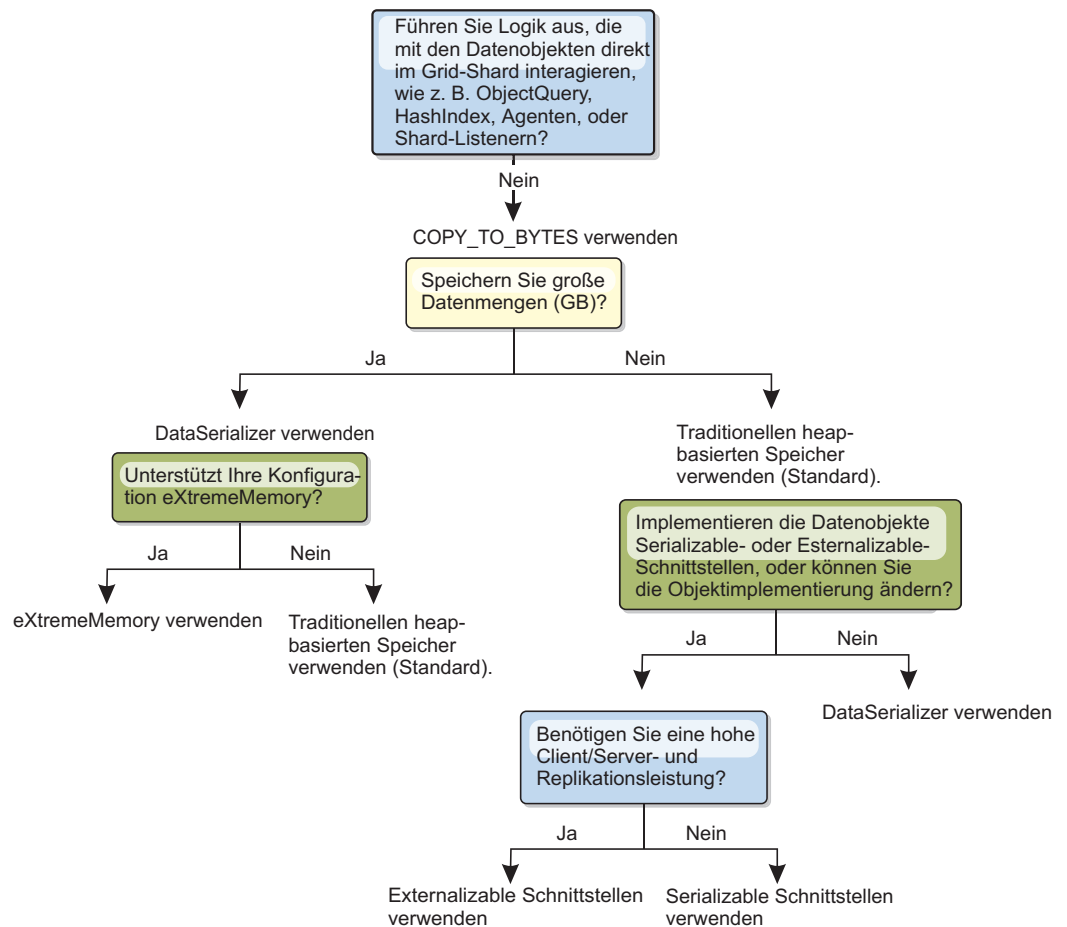 Führen Sie Logik aus, die
mit den Datenobjekten direkt
im Grid-Shard interagieren,
wie z. B. ObjectQuery,
HashIndex, Agenten, oder
Shard-Listenern?
Nein
COPY_TO_BYTES verwenden
Speichern Sie große
Datenmengen (GB)?
Ja
Nein
DataSerializer verwenden
Unterstützt Ihre Konfigura-
tion eXtremeMemory?
Ja
Nein
eXtremeMemory verwenden
Traditionellen heap-
basierten Speicher
verwenden (Standard).
Traditionellen heap-
basierten Speicher
verwenden (Standard).
Implementieren die Datenobjekte
Serializable- oder Esternalizable-
Schnittstellen, oder können Sie
die Objektimplementierung ändern?
Ja
Nein
DataSerializer verwenden
Benötigen Sie eine hohe
Client/Server- und
Replikationsleistung?
Ja
Nein
Externalizable Schnittstellen
verwenden
Serializable Schnittstellen
verwenden